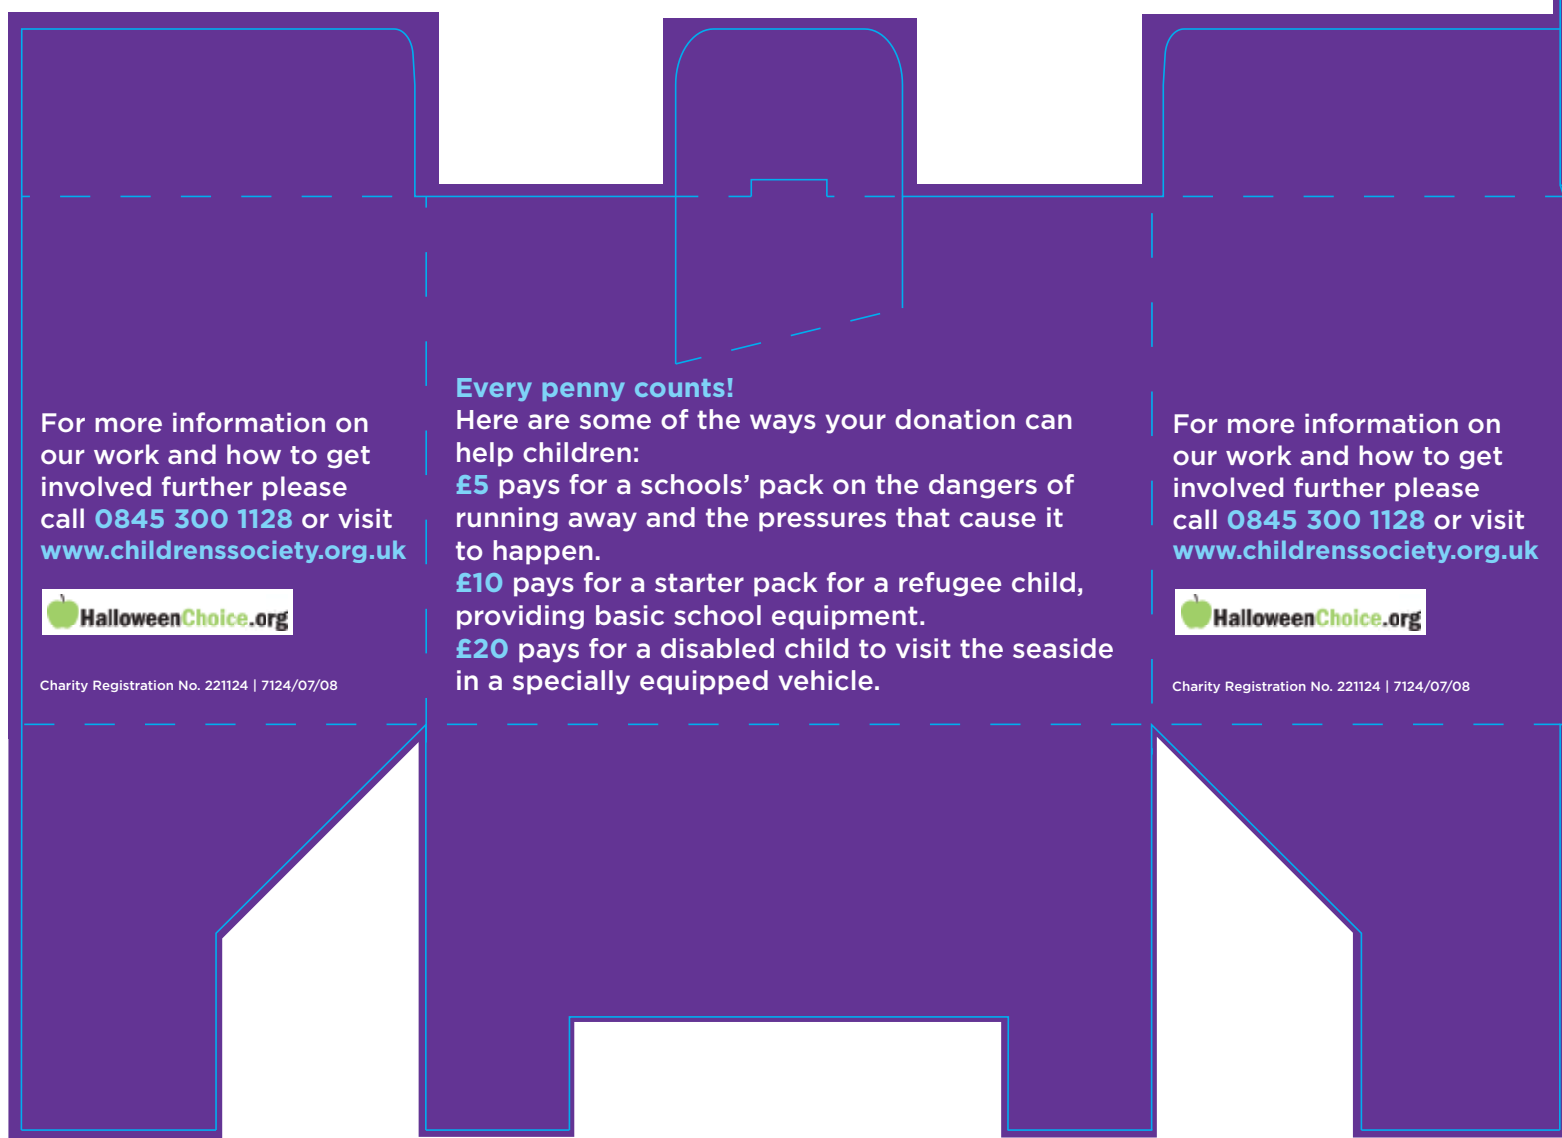 For more information on
our work and how to get
involved further please
call 0845 300 1128 or visit
www.childrenssociety.org.uk
HalloweenChoice.org
Charity Registration No. 221124 | 7124/07/08
Every penny counts!
Here are some of the ways your donation can
help children:
£5 pays for a schools’ pack on the dangers of
running away and the pressures that cause it
to happen.
£10 pays for a starter pack for a refugee child,
providing basic school equipment.
£20 pays for a disabled child to visit the seaside
in a specially equipped vehicle.
For more information on
our work and how to get
involved further please
call 0845 300 1128 or visit
www.childrenssociety.org.uk
HalloweenChoice.org
Charity Registration No. 221124 | 7124/07/08